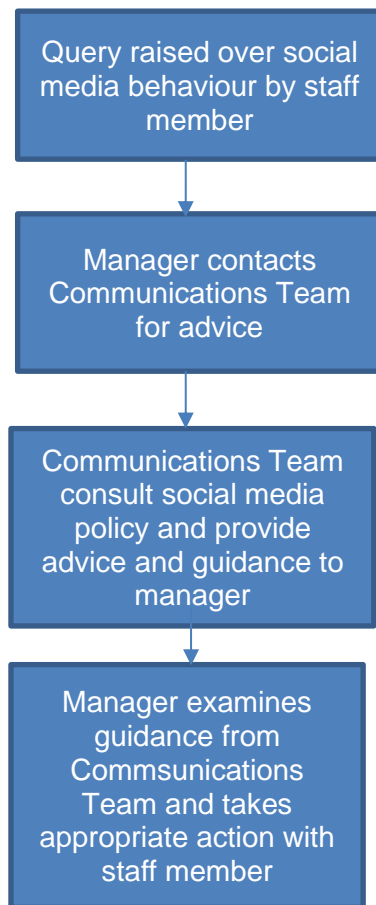 Query raised over social
media behaviour by staff
member
Manager contacts
Communications Team
for advice
Communications Team
consult social media
policy and provide
advice and guidance to
manager
Manager examines
guidance from
Commsunications
Team and takes
appropriate action with
staff member